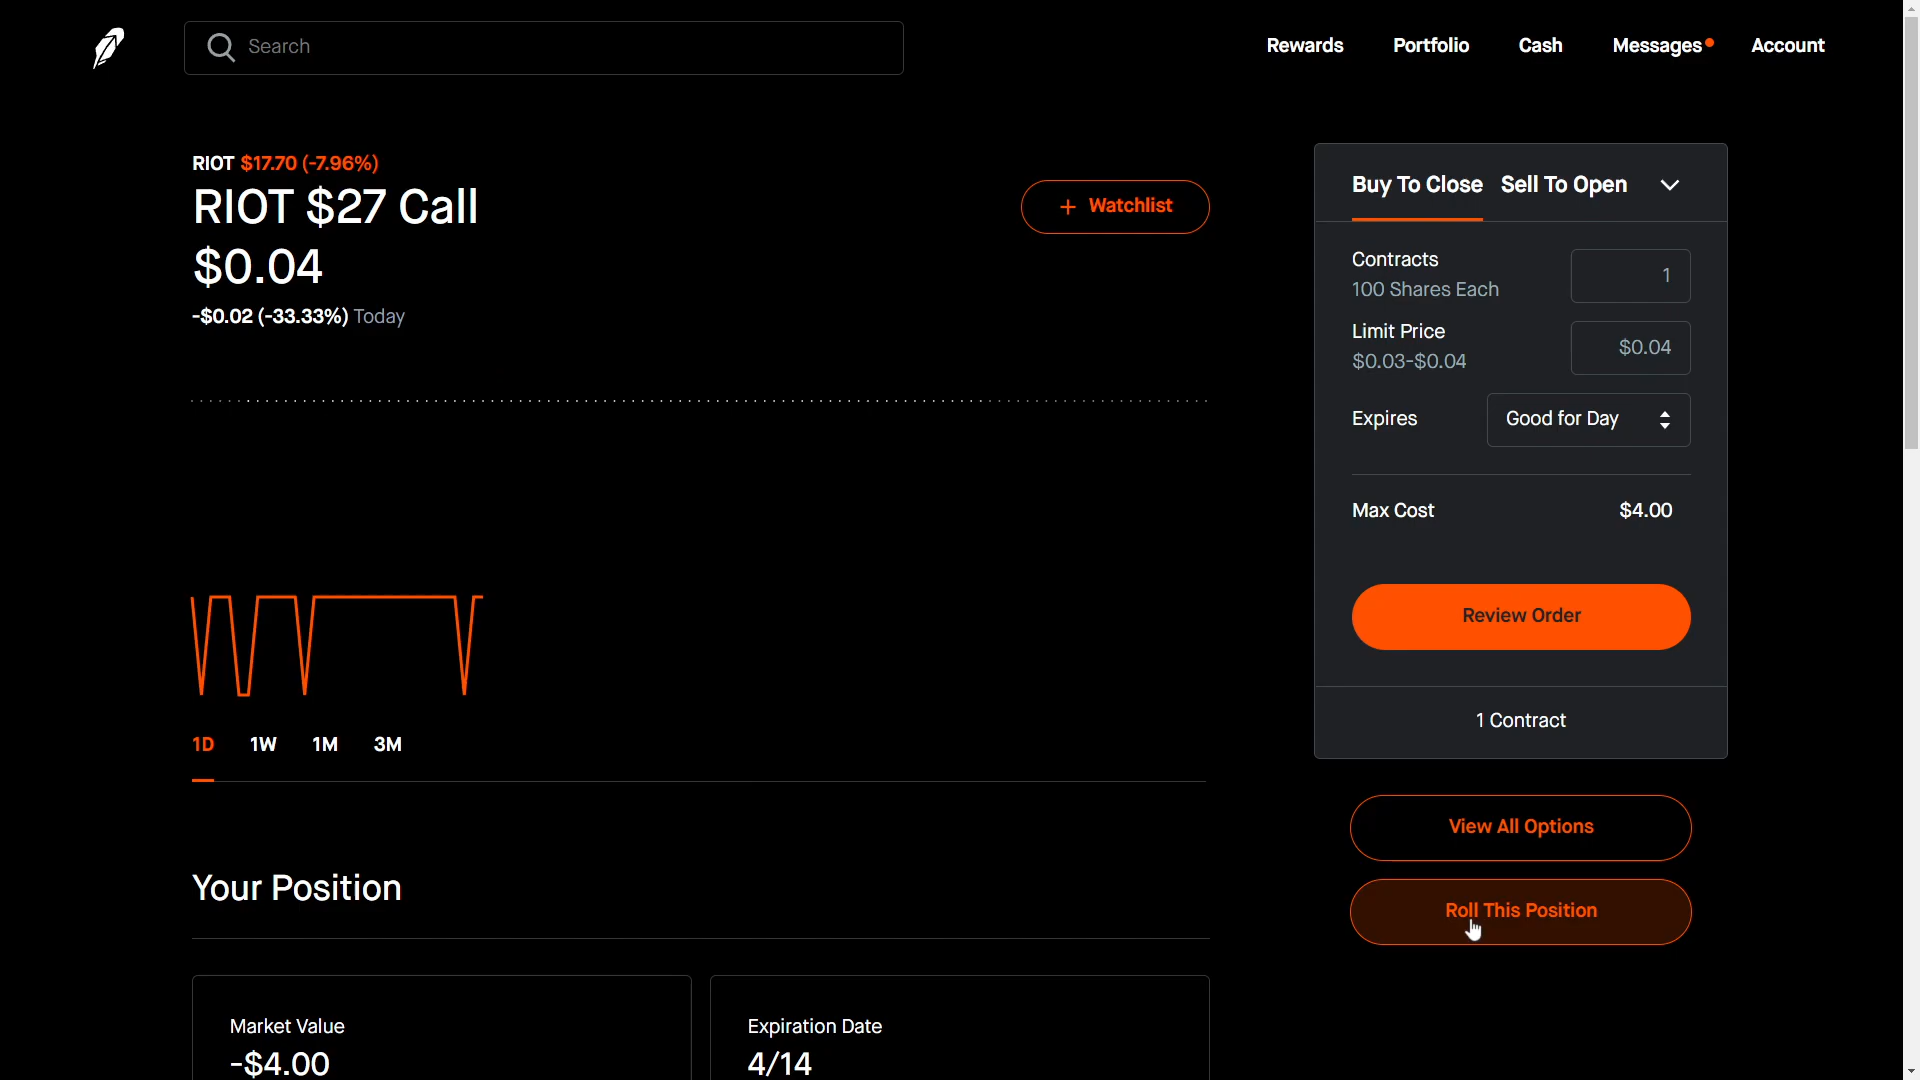 Search
Rewards
Portfolio
Cash
Messages
Account
RIOT $17.70 (-7.96%)
RIOT $27 Call
$0.04
-$0.02 (-33.33%) Today
+ Watchlist
1D 1W 1M 3M
Your Position
Market Value
-$4.00
Expiration Date
4/14
Buy To Close Sell To Open
Contracts
100 Shares Each
1
Limit Price
$0.03-$0.04
$0.04
Expires
Good for Day
Max Cost
$4.00
Review Order
1 Contract
View All Options
Roll This Position